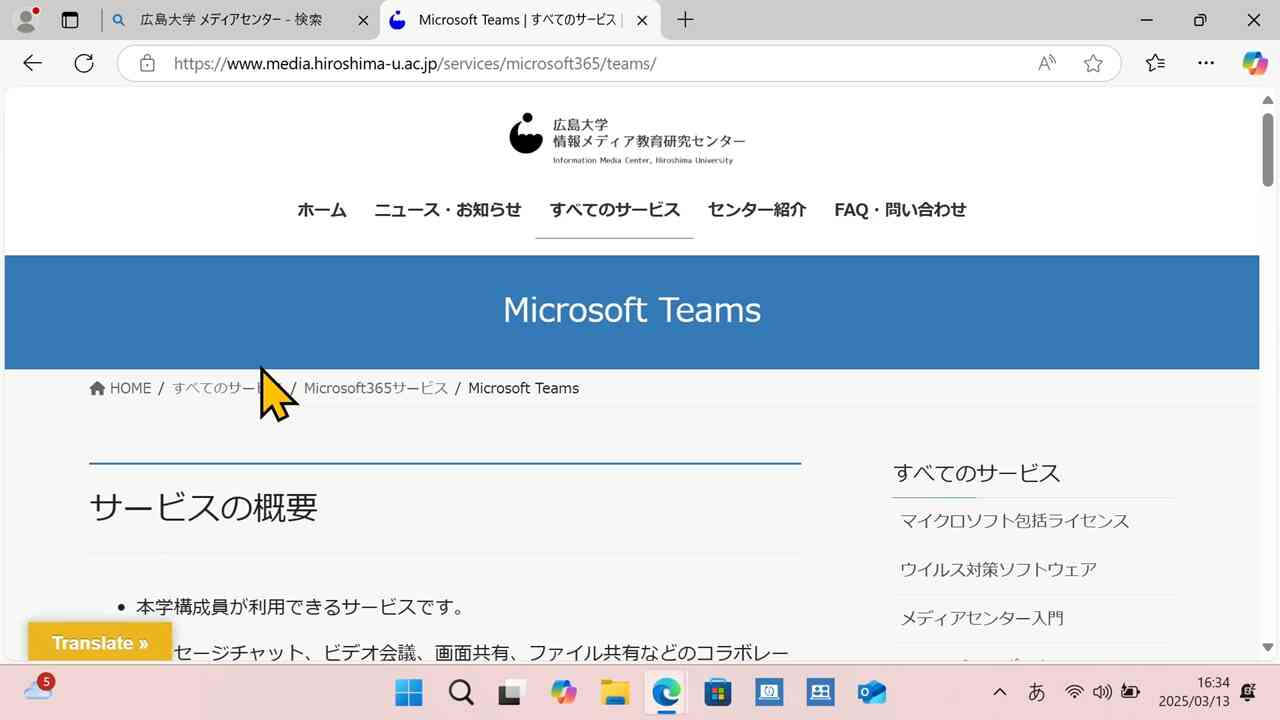 広島大学 メディアセンター - 検索
Microsoft Teams | すべてのサービス |
https://www.media.hiroshima-u.ac.jp/services/microsoft365/teams/
広島大学
情報メディア教育研究センター
Information Media Center, Hiroshima University
ホーム ニュース・お知らせ すべてのサービス センター紹介 FAQ・問い合わせ
Microsoft Teams
HOME / すべてのサー / Microsoft365サービス / Microsoft Teams
サービスの概要
• 本学構成員が利用できるサービスです。
セージチャット、ビデオ会議、画面共有、ファイル共有などのコラボレー
Translate »
すべてのサービス
マイクロソフト包括ライセンス
ウイルス対策ソフトウェア
メディアセンター入門
5
あ
16:34
2025/03/13